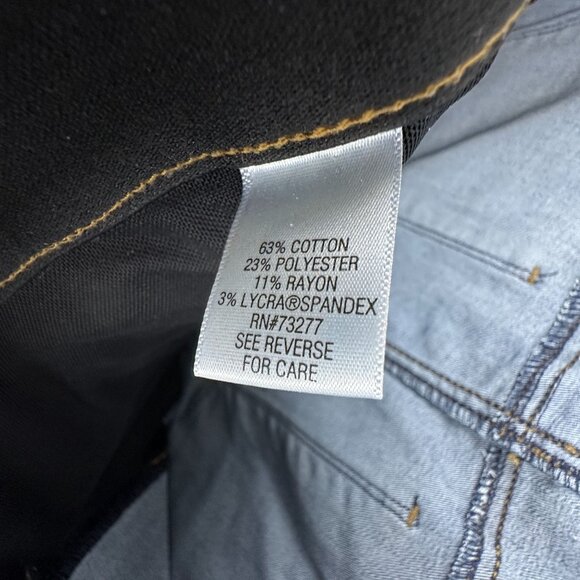 63% COTTON
23% POLYESTER
11% RAYON
3% LYCRA®SPANDEX
RN#73277
SEE REVERSE
FOR CARE